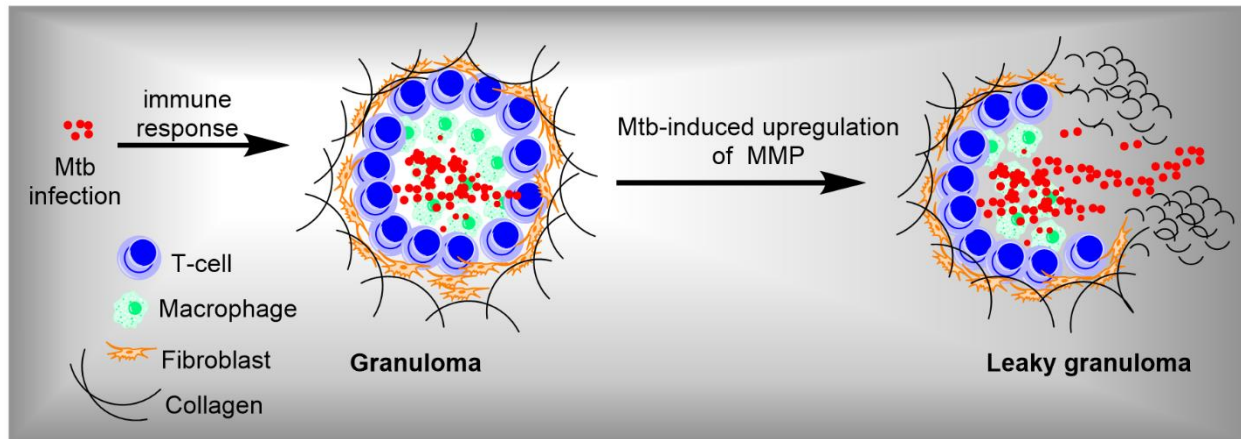 immune
response
Mtb
infection
T-cell
Macrophage
Fibroblast
Collagen
Granuloma
Mtb-induced upregulation
of MMP
Leaky granuloma